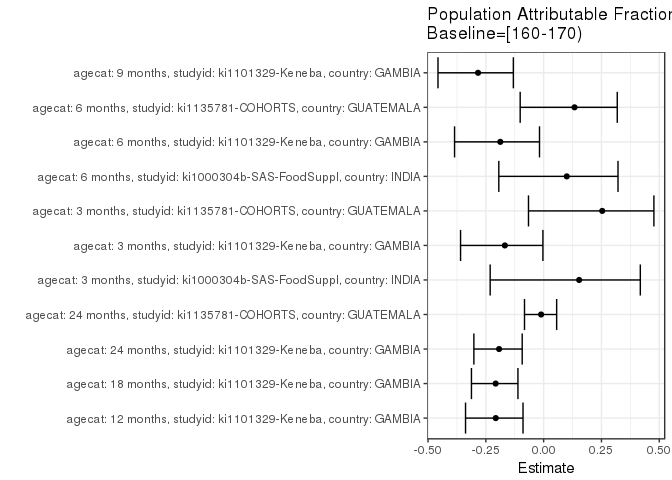 Population Attributable Fractior
Baseline=[160-170)
agecat: 9 months, studyid: ki1101329-Keneba, country: GAMBIA
agecat: 6 months, studyid: ki1135781-COHORTS, country: GUATEMALA
agecat: 6 months, studyid: ki1101329-Keneba, country: GAMBIA
agecat: 6 months, studyid: ki1000304b-SAS-FoodSuppl, country: INDIA
agecat: 3 months, studyid: ki1135781-COHORTS, country: GUATEMALA
agecat: 3 months, studyid: ki1101329-Keneba, country: GAMBIA
agecat: 3 months, studyid: ki1000304b-SAS-FoodSuppl, country: INDIA
agecat: 24 months, studyid: ki1135781-COHORTS, country: GUATEMALA
agecat: 24 months, studyid: ki1101329-Keneba, country: GAMBIA
agecat: 18 months, studyid: ki1101329-Keneba, country: GAMBIA
agecat: 12 months, studyid: ki1101329-Keneba, country: GAMBIA
-0.50 -0.25 0.00 0.25 0.50
Estimate